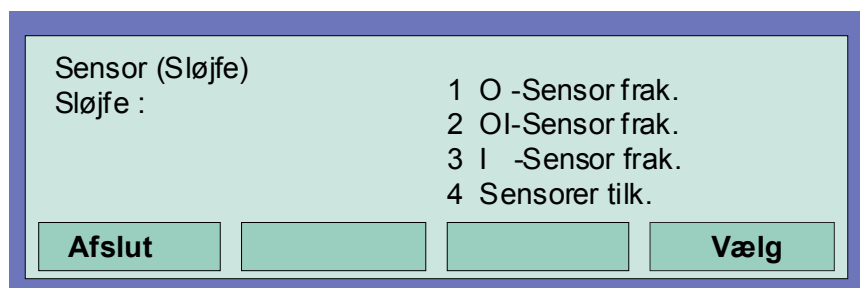 Sensor (Sløjfe)
Sløjfe :
1 O -Sensor frak.
2 OI-Sensor frak.
3 I -Sensor frak.
4 Sensorer tilk.
Afslut
Vælg